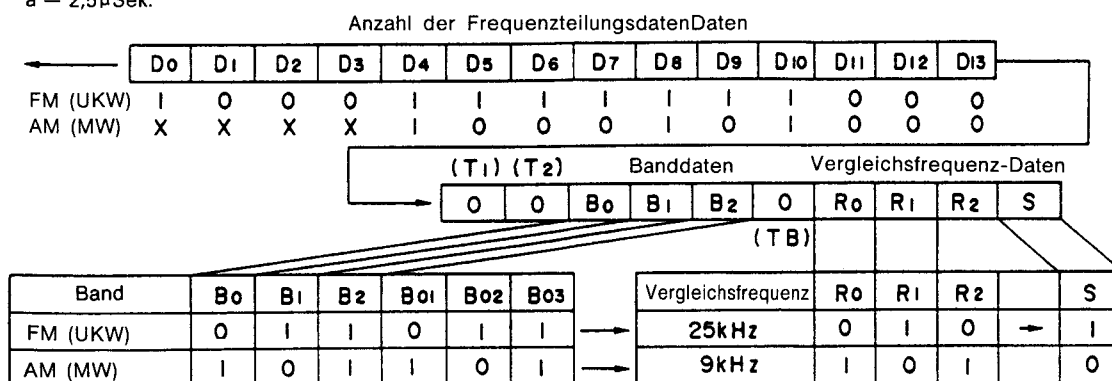 a = 2,5µSek.
Anzahl der FrequenzteilungsdatenDaten
D0 D1 D2 D3 D4 D5 D6 D7 D8 D9 D10 D11 D12 D13
FM (UKW) 1 0 0 0 1 1 1 1 1 1 1 0 0 0
AM (MW) X X X X 1 0 0 0 1 0 1 0 0 0
(T1) (T2) Banddaten Vergleichsfrequenz-Daten
0 0 B0 B1 B2 0 R0 R1 R2 S
(TB)
Band B0 B1 B2 B01 B02 B03 Vergleichsfrequenz R0 R1 R2 S
FM (UKW) 0 1 1 0 1 1 → 25kHz 0 1 0 → 1
AM (MW) 1 0 1 1 0 1 → 9kHz 1 0 1 0